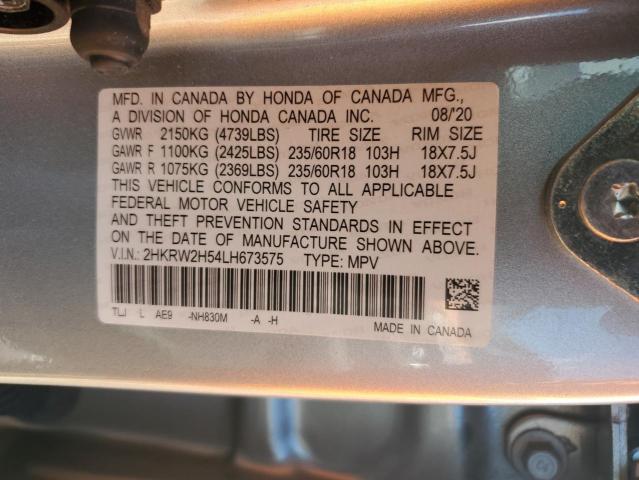 MFD. IN CANADA BY HONDA OF CANADA MFG.,
A DIVISION OF HONDA CANADA INC. 08/'20
GVWR 2150KG (4739LBS) TIRE SIZE RIM SIZE
GAWR F 1100KG (2425LBS) 235/60R18 103H 18X7.5J
GAWR R 1075KG (2369LBS) 235/60R18 103H 18X7.5J
THIS VEHICLE CONFORMS TO ALL APPLICABLE
FEDERAL MOTOR VEHICLE SAFETY
AND THEFT PREVENTION STANDARDS IN EFFECT
ON THE DATE OF MANUFACTURE SHOWN ABOVE.
V.I.N.: 2HKRW2H54LH673575 TYPE: MPV
TLJ L AE9 -NH830M -A -H
MADE IN CANADA